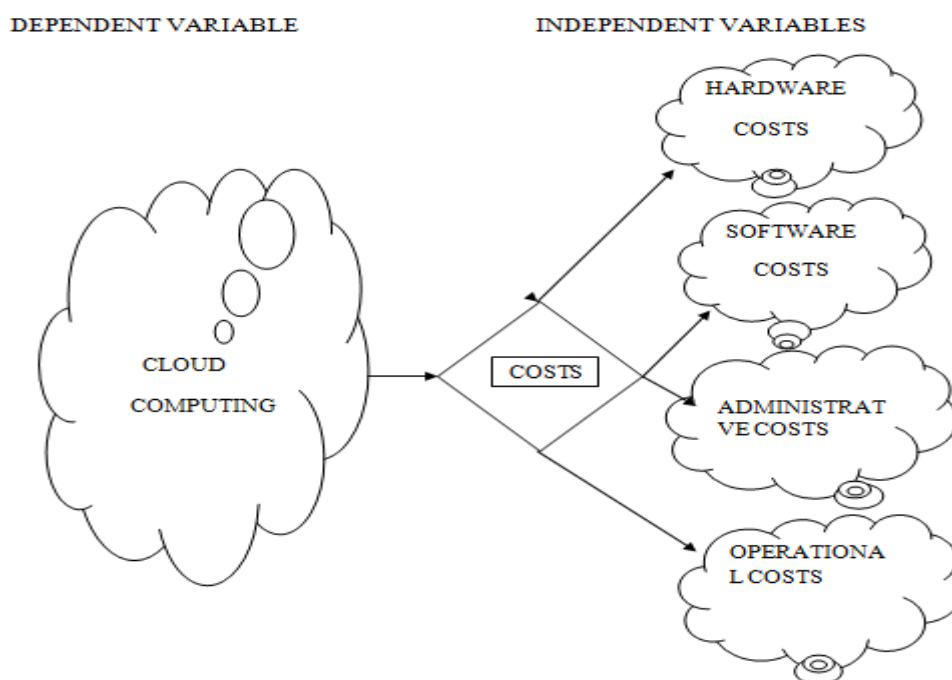 DEPENDENT VARIABLE
INDEPENDENT VARIABLES
HARDWARE
COSTS
SOFTWARE
COSTS
CLOUD
COMPUTING
COSTS
ADMINISTRAT
VE COSTS
OPERATIONA
L COSTS